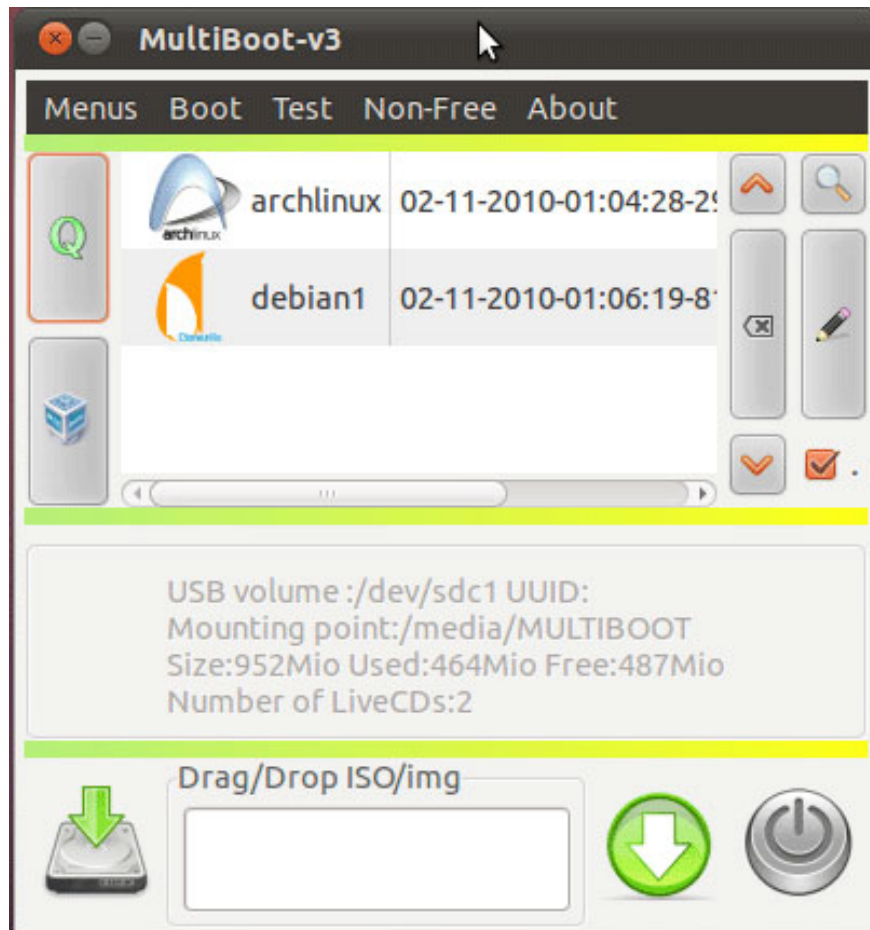 MultiBoot-v3
Menus Boot Test Non-Free About
Q
archlinux
archlinux 02-11-2010-01:04:28-29
debian1 02-11-2010-01:06:19-8
USB volume :/dev/sdc1 UUID:
Mounting point:/media/MULTIBOOT
Size:952Mio Used:464Mio Free:487Mio
Number of LiveCDs:2
Drag/Drop ISO/img